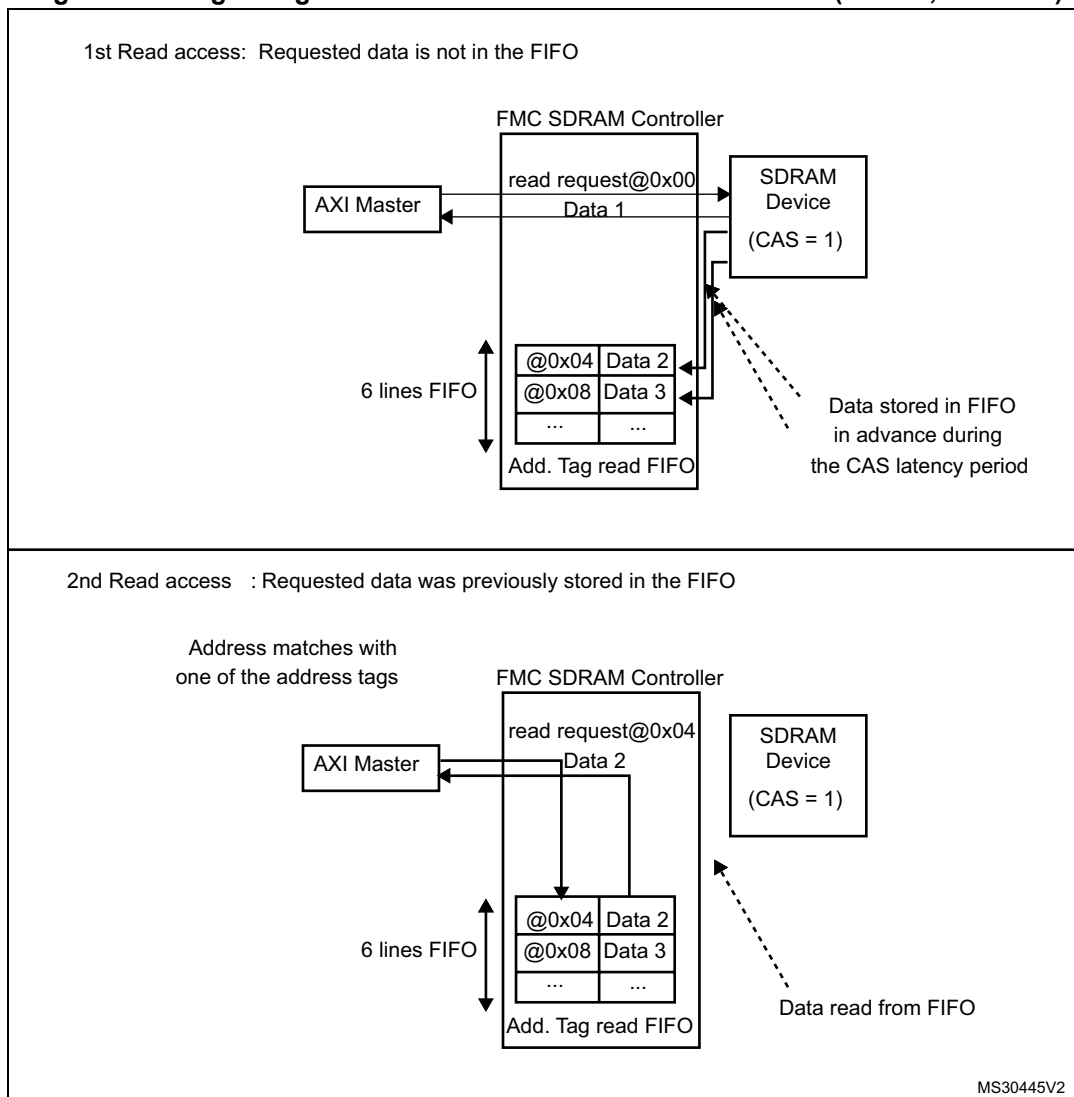 1st Read access: Requested data is not in the FIFO
FMC SDRAM Controller
AXI Master
read request@0x00
Data 1
SDRAM
Device
(CAS = 1)
6 lines FIFO
@0x04 Data 2
@0x08 Data 3
... ...
Add. Tag read FIFO
Data stored in FIFO
in advance during
the CAS latency period
2nd Read access : Requested data was previously stored in the FIFO
Address matches with
one of the address tags
FMC SDRAM Controller
AXI Master
read request@0x04
Data 2
SDRAM
Device
(CAS = 1)
6 lines FIFO
@0x04 Data 2
@0x08 Data 3
... ...
Add. Tag read FIFO
Data read from FIFO
MS30445V2